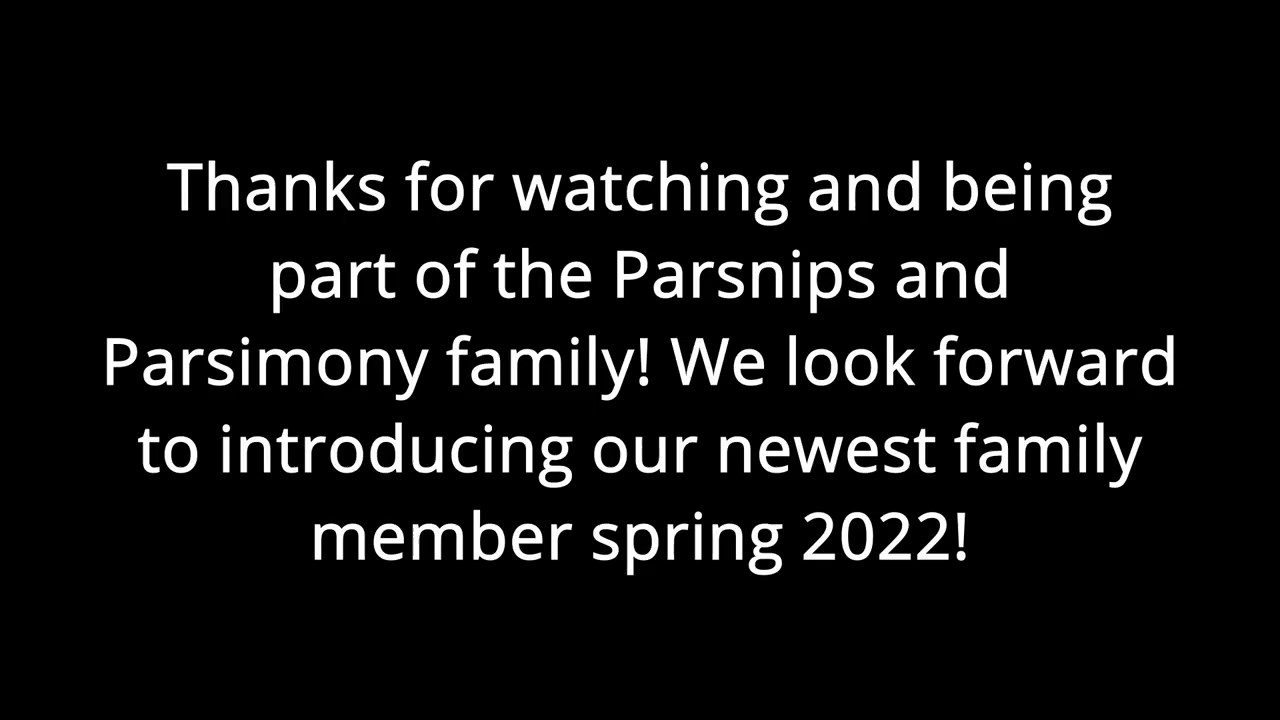 Thanks for watching and being
part of the Parsnips and
Parsimony family! We look forward
to introducing our newest family
member spring 2022!